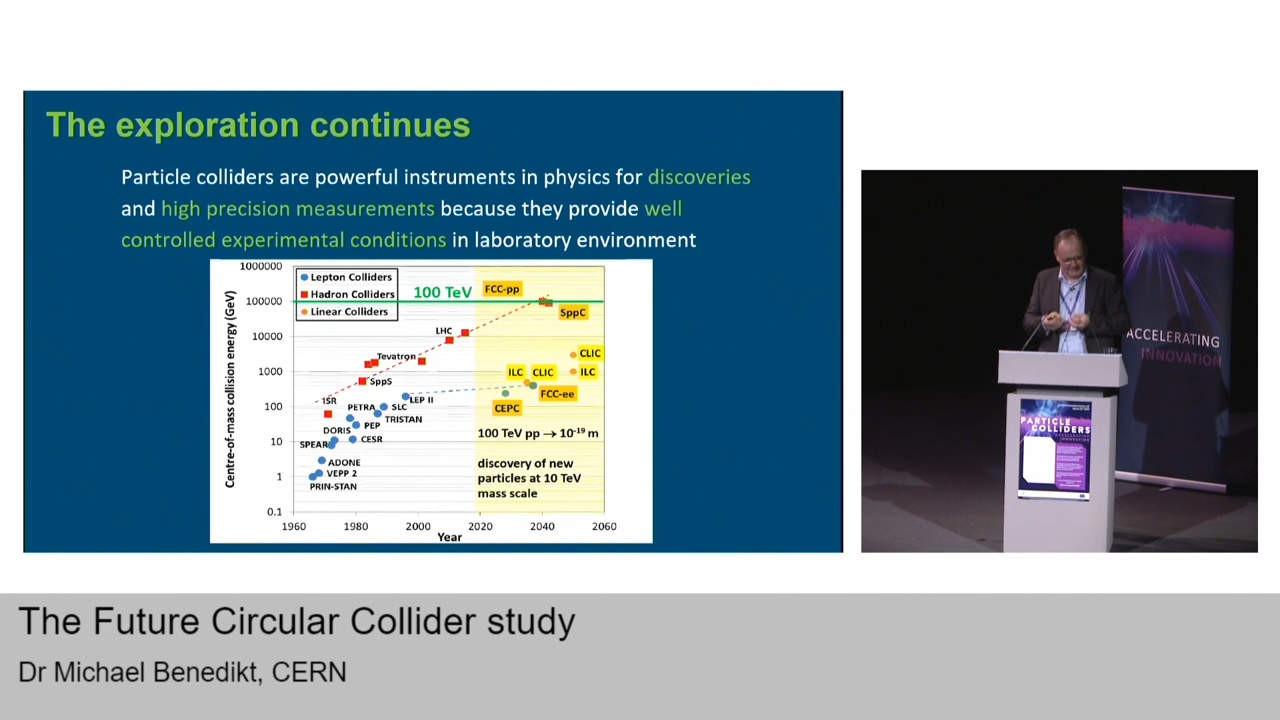 The exploration continues
Particle colliders are powerful instruments in physics for discoveries
and high precision measurements because they provide well
controlled experimental conditions in laboratory environment
1000000
100000
10000
1000
100
10
1
0.1
Centre-of-mass collision energy (GeV)
Lepton Colliders
Hadron Colliders
Linear Colliders
100 TeV
FCC-pp
SppC
LHC
Tevatron
CLIC
ILC
CLIC
ILC
SppS
FCC-ee
ISR
LEP II
PETRA
SLC
CEPC
TRISTAN
DORIS
PEP
100 TeV pp → 10-19 m
SPEAR
CESR
ADONE
discovery of new
VEPP 2
particles at 10 TeV
PRIN-STAN
mass scale
1960
1980
2000
2020
2040
2060
Year
ACCELERATING
INNOVATION
PARTICLE
COLLIDERS
The Future Circular Collider study
Dr Michael Benedikt, CERN